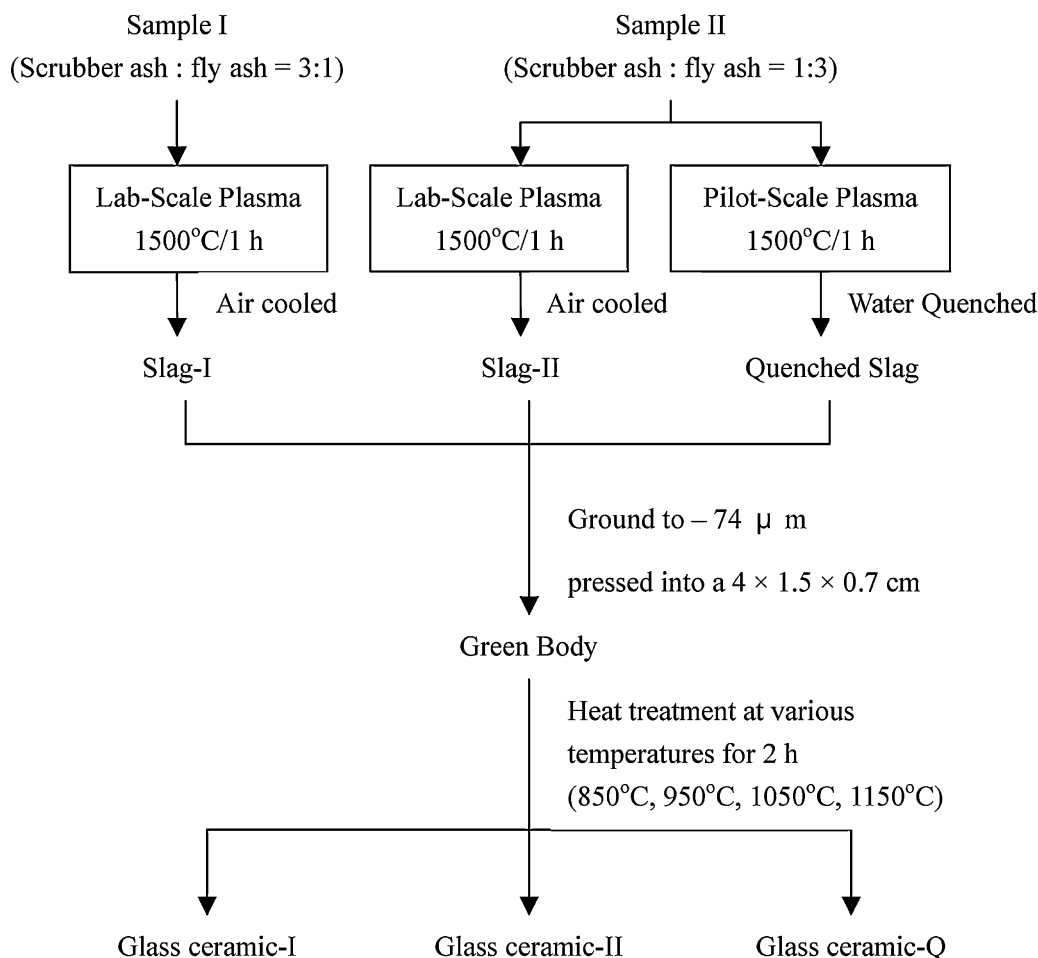 Sample I
(Scrubber ash : fly ash = 3:1)
Sample II
(Scrubber ash : fly ash = 1:3)
Lab-Scale Plasma
1500°C/1 h
Lab-Scale Plasma
1500°C/1 h
Pilot-Scale Plasma
1500°C/1 h
Air cooled
Air cooled
Water Quenched
Slag-I
Slag-II
Quenched Slag
Ground to – 74 μ m
pressed into a 4 × 1.5 × 0.7 cm
Green Body
Heat treatment at various
temperatures for 2 h
(850°C, 950°C, 1050°C, 1150°C)
Glass ceramic-I
Glass ceramic-II
Glass ceramic-Q